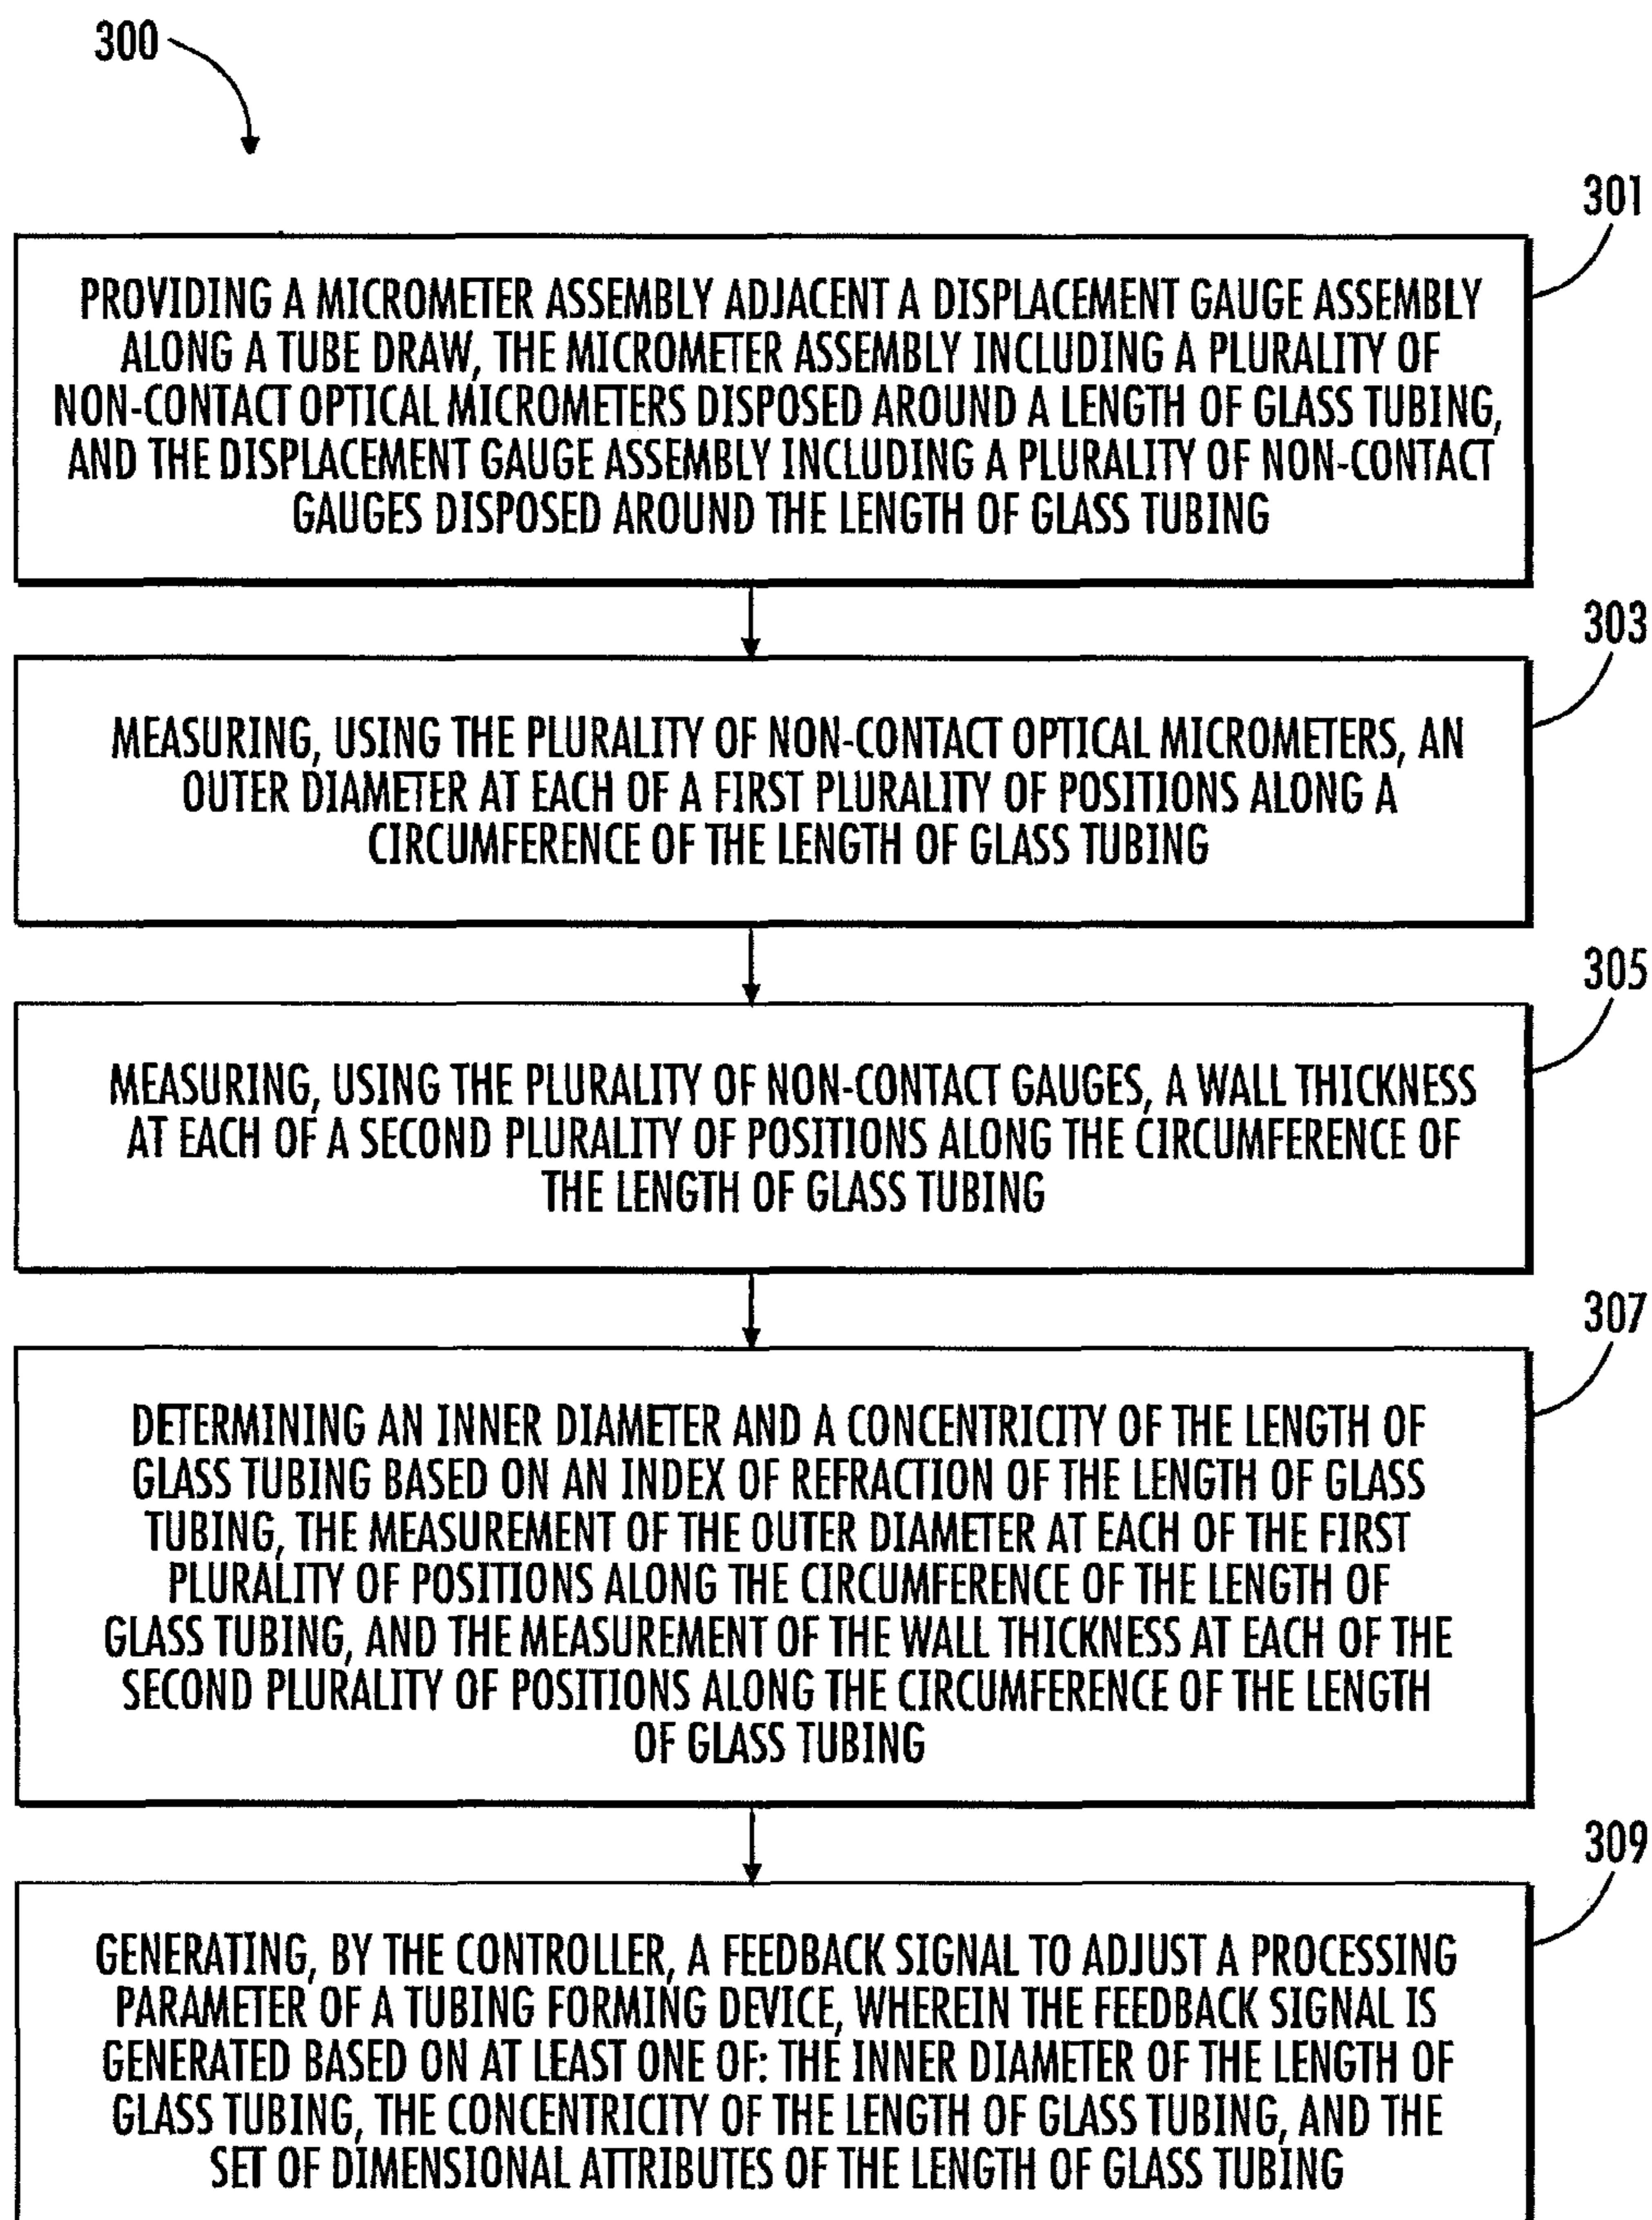 300
301
PROVIDING A MICROMETER ASSEMBLY ADJACENT A DISPLACEMENT GAUGE ASSEMBLY
ALONG A TUBE DRAW, THE MICROMETER ASSEMBLY INCLUDING A PLURALITY OF
NON-CONTACT OPTICAL MICROMETERS DISPOSED AROUND A LENGTH OF GLASS TUBING,
AND THE DISPLACEMENT GAUGE ASSEMBLY INCLUDING A PLURALITY OF NON-CONTACT
GAUGES DISPOSED AROUND THE LENGTH OF GLASS TUBING
303
MEASURING, USING THE PLURALITY OF NON-CONTACT OPTICAL MICROMETERS, AN
OUTER DIAMETER AT EACH OF A FIRST PLURALITY OF POSITIONS ALONG A
CIRCUMFERENCE OF THE LENGTH OF GLASS TUBING
305
MEASURING, USING THE PLURALITY OF NON-CONTACT GAUGES, A WALL THICKNESS
AT EACH OF A SECOND PLURALITY OF POSITIONS ALONG THE CIRCUMFERENCE OF
THE LENGTH OF GLASS TUBING
307
DETERMINING AN INNER DIAMETER AND A CONCENTRICITY OF THE LENGTH OF
GLASS TUBING BASED ON AN INDEX OF REFRACTION OF THE LENGTH OF GLASS
TUBING, THE MEASUREMENT OF THE OUTER DIAMETER AT EACH OF THE FIRST
PLURALITY OF POSITIONS ALONG THE CIRCUMFERENCE OF THE LENGTH OF
GLASS TUBING, AND THE MEASUREMENT OF THE WALL THICKNESS AT EACH OF THE
SECOND PLURALITY OF POSITIONS ALONG THE CIRCUMFERENCE OF THE LENGTH
OF GLASS TUBING
309
GENERATING, BY THE CONTROLLER, A FEEDBACK SIGNAL TO ADJUST A PROCESSING
PARAMETER OF A TUBING FORMING DEVICE, WHEREIN THE FEEDBACK SIGNAL IS
GENERATED BASED ON AT LEAST ONE OF: THE INNER DIAMETER OF THE LENGTH OF
GLASS TUBING, THE CONCENTRICITY OF THE LENGTH OF GLASS TUBING, AND THE
SET OF DIMENSIONAL ATTRIBUTES OF THE LENGTH OF GLASS TUBING